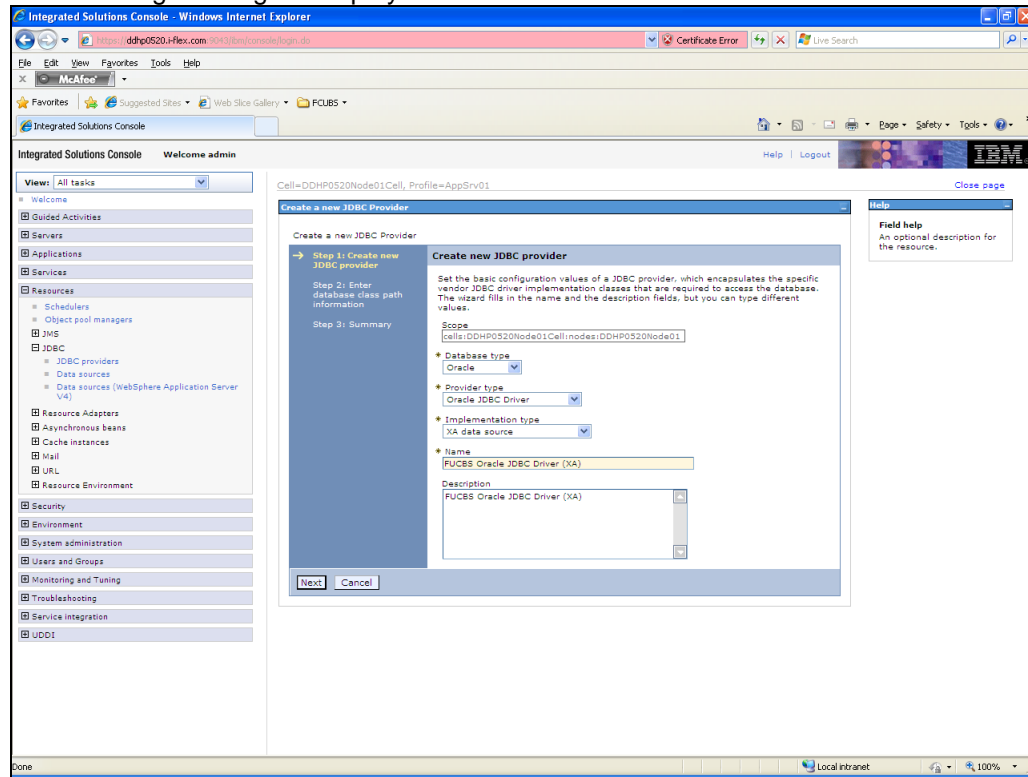 Integrated Solutions Console - Windows Internet Explorer
https://ddhp0520.i-flex.com:9043/ibm/console/login.do
Certificate Error
Live Search
File Edit View Favorites Tools Help
x McAfee
Favorites Suggested Sites Web Slice Gallery FCUBS
Integrated Solutions Console
Page Safety Tools
Integrated Solutions Console Welcome admin
Help | Logout
IBM
View: All tasks
Welcome
Guided Activities
Servers
Applications
Services
Resources
Schedulers
Object pool managers
JMS
JDBC
JDBC providers
Data sources
Data sources (WebSphere Application Server
V4)
Resource Adapters
Asynchronous beans
Cache instances
Mail
URL
Resource Environment
Security
Environment
System administration
Users and Groups
Monitoring and Tuning
Troubleshooting
Service integration
UDDI
Cell=DDHP0520Node01Cell, Profile=AppSrv01
Close page
Create a new JDBC Provider
Create a new JDBC Provider
Step 1: Create new
JDBC provider
Step 2: Enter
database class path
information
Step 3: Summary
Create new JDBC provider
Set the basic configuration values of a JDBC provider, which encapsulates the specific
vendor JDBC driver implementation classes that are required to access the database.
The wizard fills in the name and the description fields, but you can type different
values.
Scope
cells:DDHP0520Node01Cell:nodes:DDHP0520Node01
* Database type
Oracle
* Provider type
Oracle JDBC Driver
* Implementation type
XA data source
* Name
FUCBS Oracle JDBC Driver (XA)
Description
FUCBS Oracle JDBC Driver (XA)
Next Cancel
Help
Field help
An optional description for
the resource.
Done
Local intranet
100%